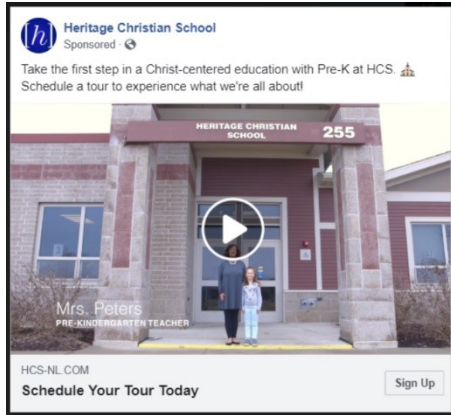 [h]
Heritage Christian School
Sponsored ·
Take the first step in a Christ-centered education with Pre-K at HCS.
Schedule a tour to experience what we're all about!
HERITAGE CHRISTIAN
SCHOOL
255
Mrs. Peters
PRE-KINDERGARTEN TEACHER
HCS-NL.COM
Schedule Your Tour Today
Sign Up